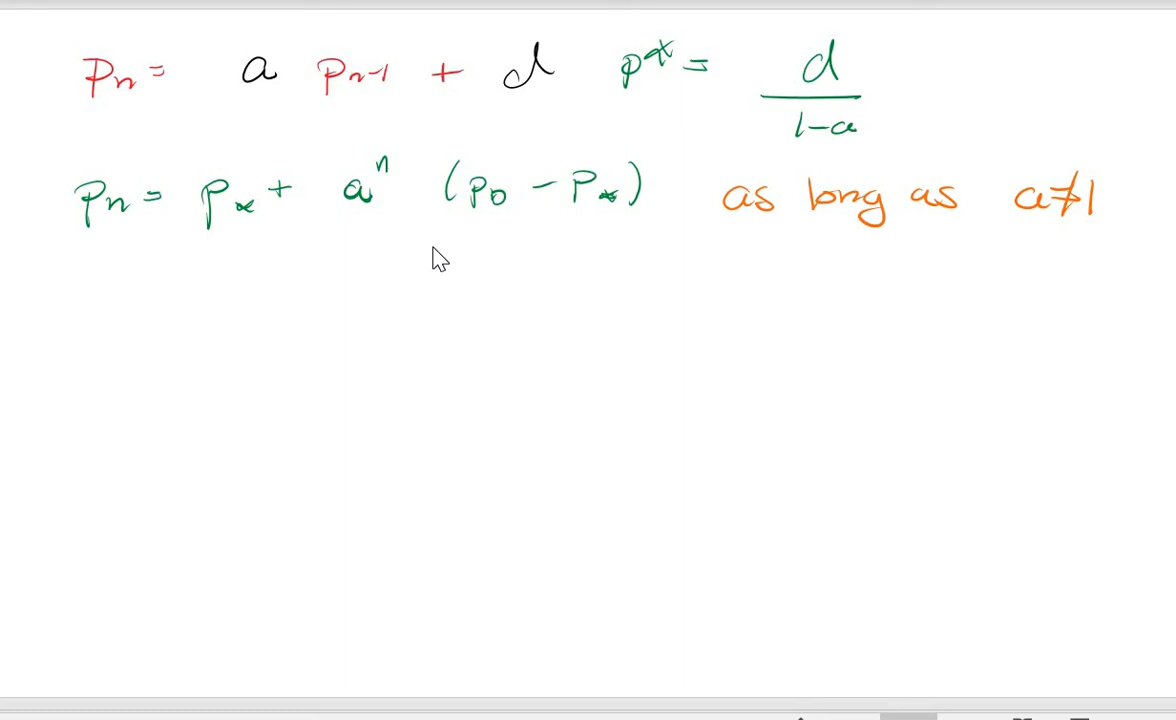 Pn = a Pn-1 + d P* = d/(1-a)
Pn = P* + a^n (P0 - P*) as long as a≠1